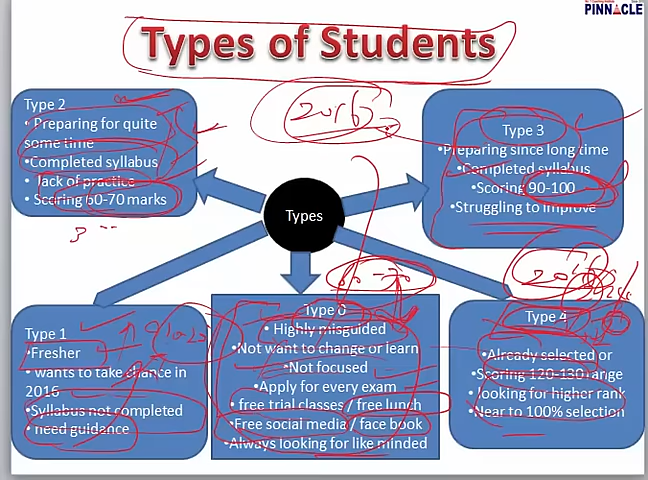 PINNACLE
Types of Students
Type 2
• Preparing for quite
some time
•Completed syllabus
• lack of practice
• Scoring 60-70 marks
Type 3
•Preparing since long time
•Completed syllabus
•Scoring 90-100
•Struggling to improve
Types
Type 1
•Fresher
• wants to take chance in
2016
•Syllabus not completed
• need guidance
Type 0
• Highly misguided
•Not want to change or learn
•Not focused
•Apply for every exam
• free trial classes / free lunch
•Free social media / face book
•Always looking for like minded
Type 4
•Already selected or
•Scoring 120-130 range
• looking for higher rank
•Near to 100% selection